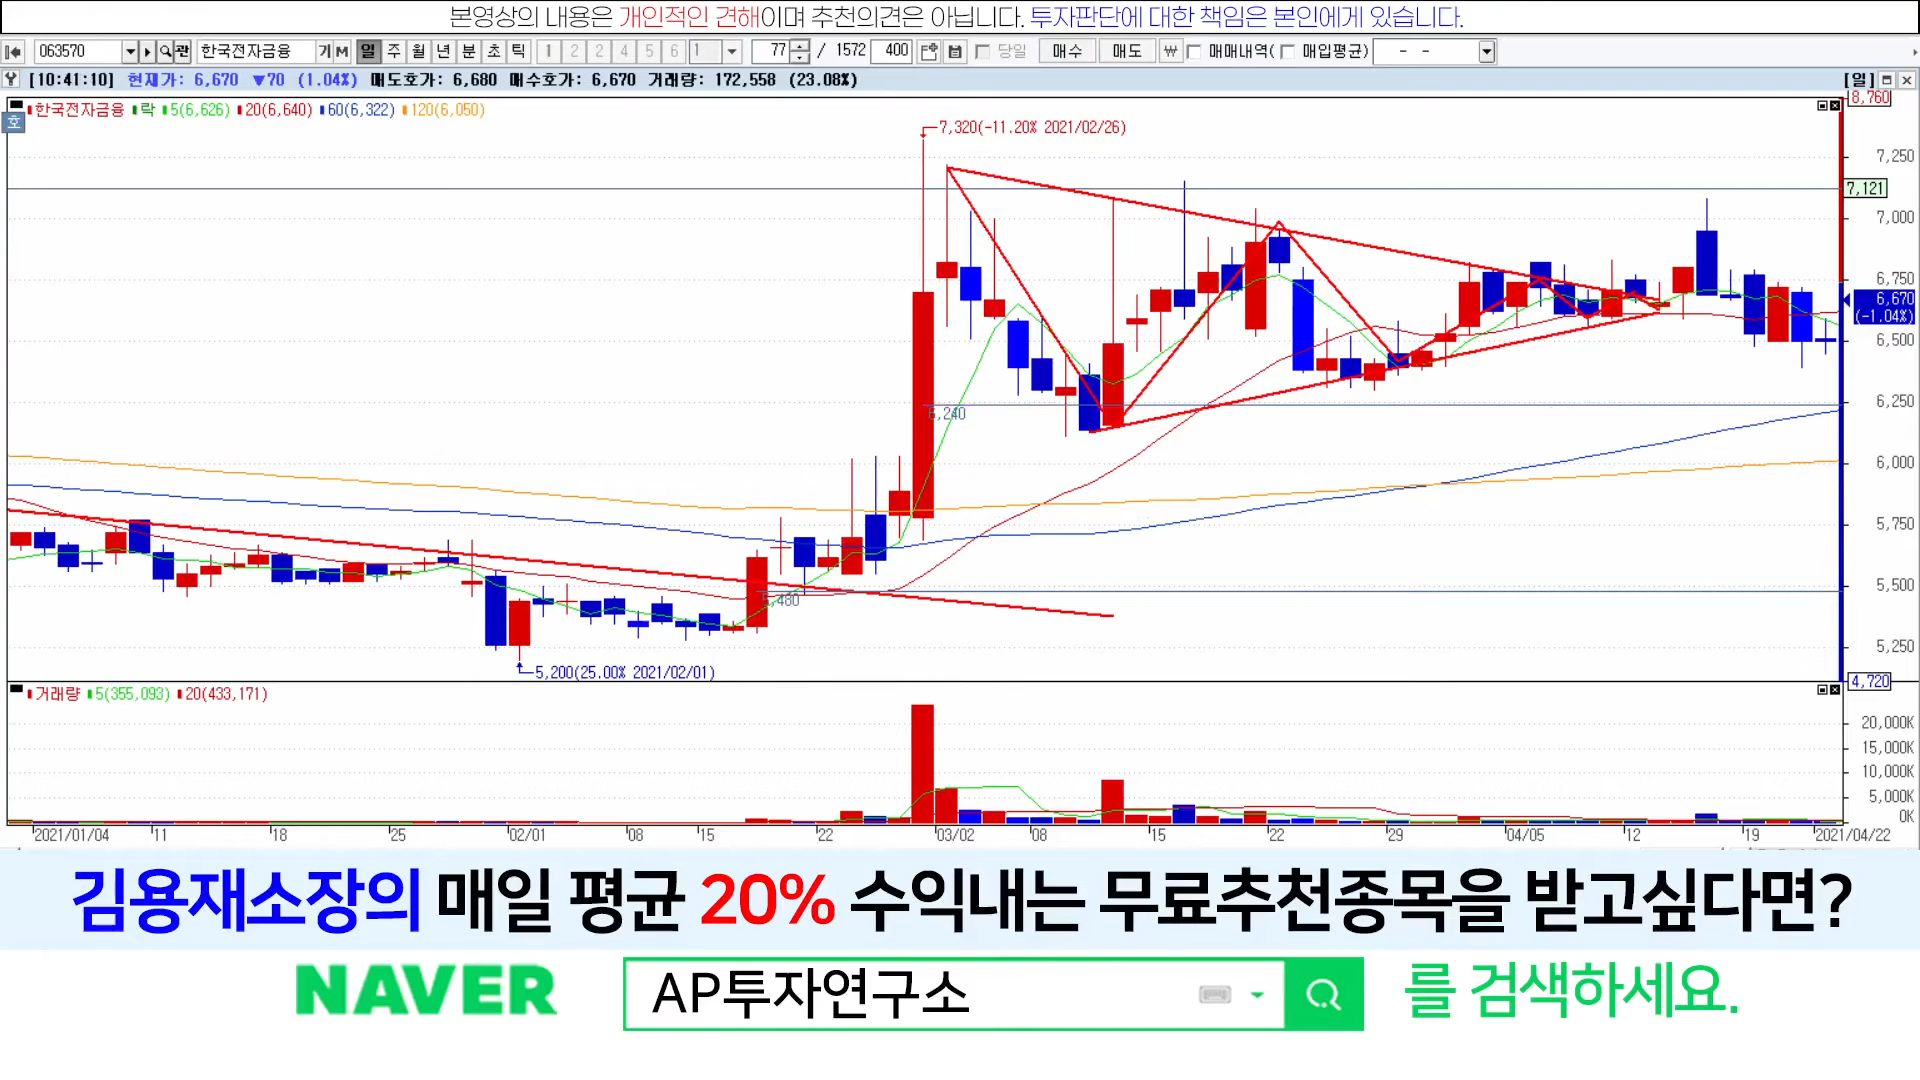 본영상의 내용은 개인적인 견해이며 추천의견은 아닙니다. 투자판단에 대한 책임은 본인에게 있습니다.
063570 관 한국전자금융 기 M 일 주 월 년 분 초 틱 1 2 2 4 5 6 1 77 / 1572 400 당일 매수 매도 ₩ 매매내역( 매입평균) - -
[10:41:10] 현재가: 6,670 ▼70 (1.04%) 매도호가: 6,680 매수호가: 6,670 거래량: 172,558 (23.08%) [일]
한국전자금융 락 5(6,626) 20(6,640) 60(6,322) 120(6,050)
호
8,760
7,320(-11.20% 2021/02/26)
7,250
7,121
7,000
6,750
6,670
(-1.04%)
6,500
6,250
6,240
6,000
5,750
5,500
5,480
5,250
5,200(25.00% 2021/02/01)
4,720
거래량 5(355,093) 20(433,171)
20,000K
15,000K
10,000K
5,000K
0K
2021/01/04 11 18 25 02/01 08 15 22 03/02 08 15 22 29 04/05 12 19 2021/04/22
김용재소장의 매일 평균 20% 수익내는 무료추천종목을 받고싶다면?
NAVER AP투자연구소 를 검색하세요.